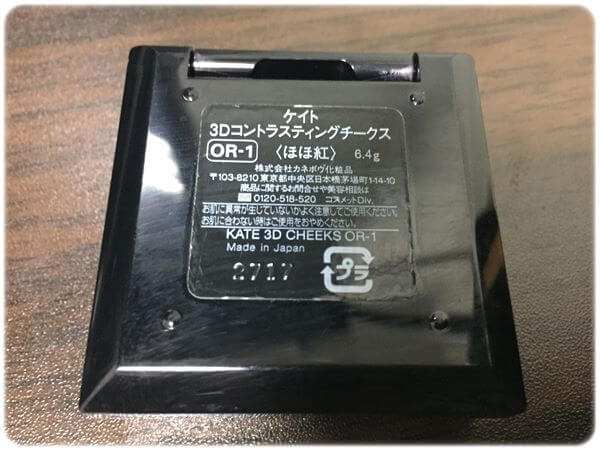 ケイト
3Dコントラスティングチークス
OR-1 〈ほほ紅〉 6.4g
株式会社カネボウ化粧品
〒103-8210 東京都中央区日本橋茅場町1-14-10
商品に関するお問合せや美容相談は
0120-518-520 コスメットDiv.
お肌に異常が生じていないかよく注意してご使用ください。
お肌に合わない時はご使用をおやめください。
KATE 3D CHEEKS OR-1
Made in Japan
2717
プラ